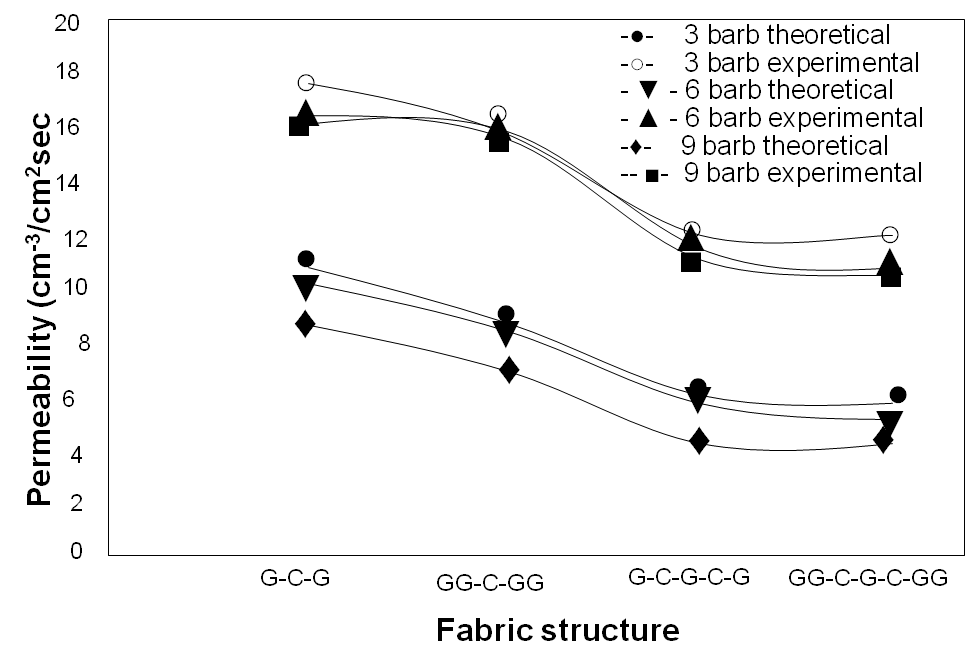 20
18
16
14
12
10
8
6
4
2
0
Permeability (cm⁻³/cm²sec
3 barb theoretical
3 barb experimental
6 barb theoretical
6 barb experimental
9 barb theoretical
9 barb experimental
G-C-G
GG-C-GG
G-C-G-C-G
GG-C-G-C-GG
Fabric structure